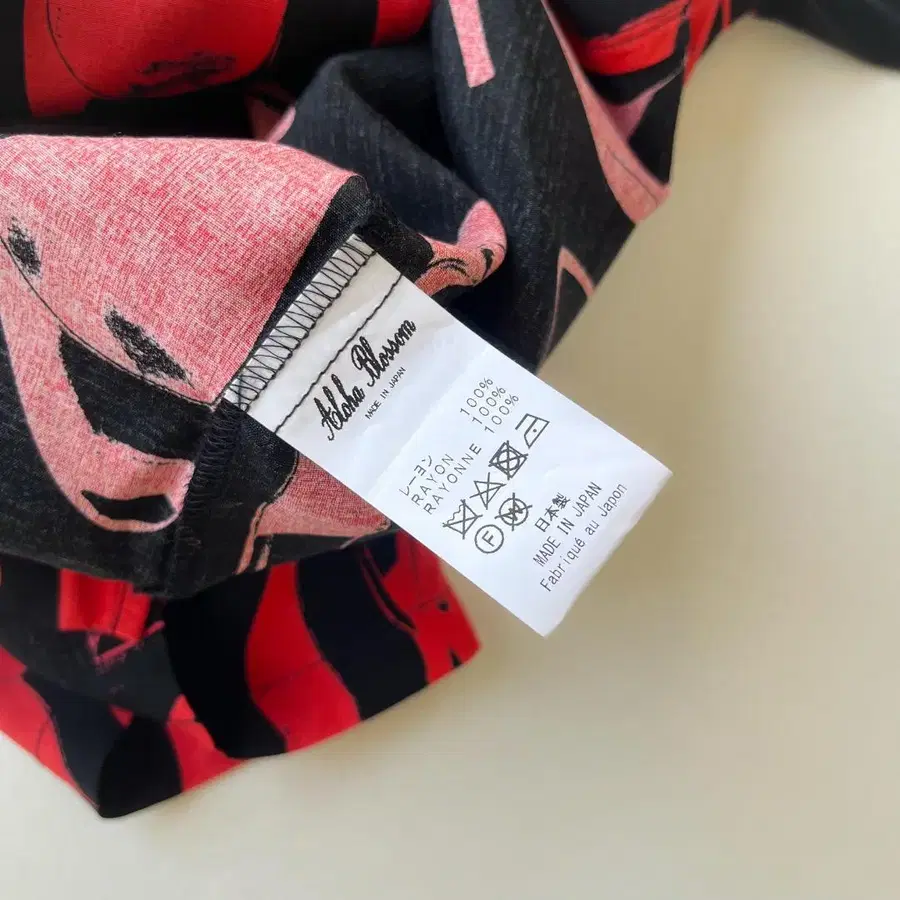 Aloha Blossom
MADE IN JAPAN
レーヨン 100%
RAYON 100%
RAYONNE 100%
F W
日本製
MADE IN JAPAN
Fabriqué au Japon